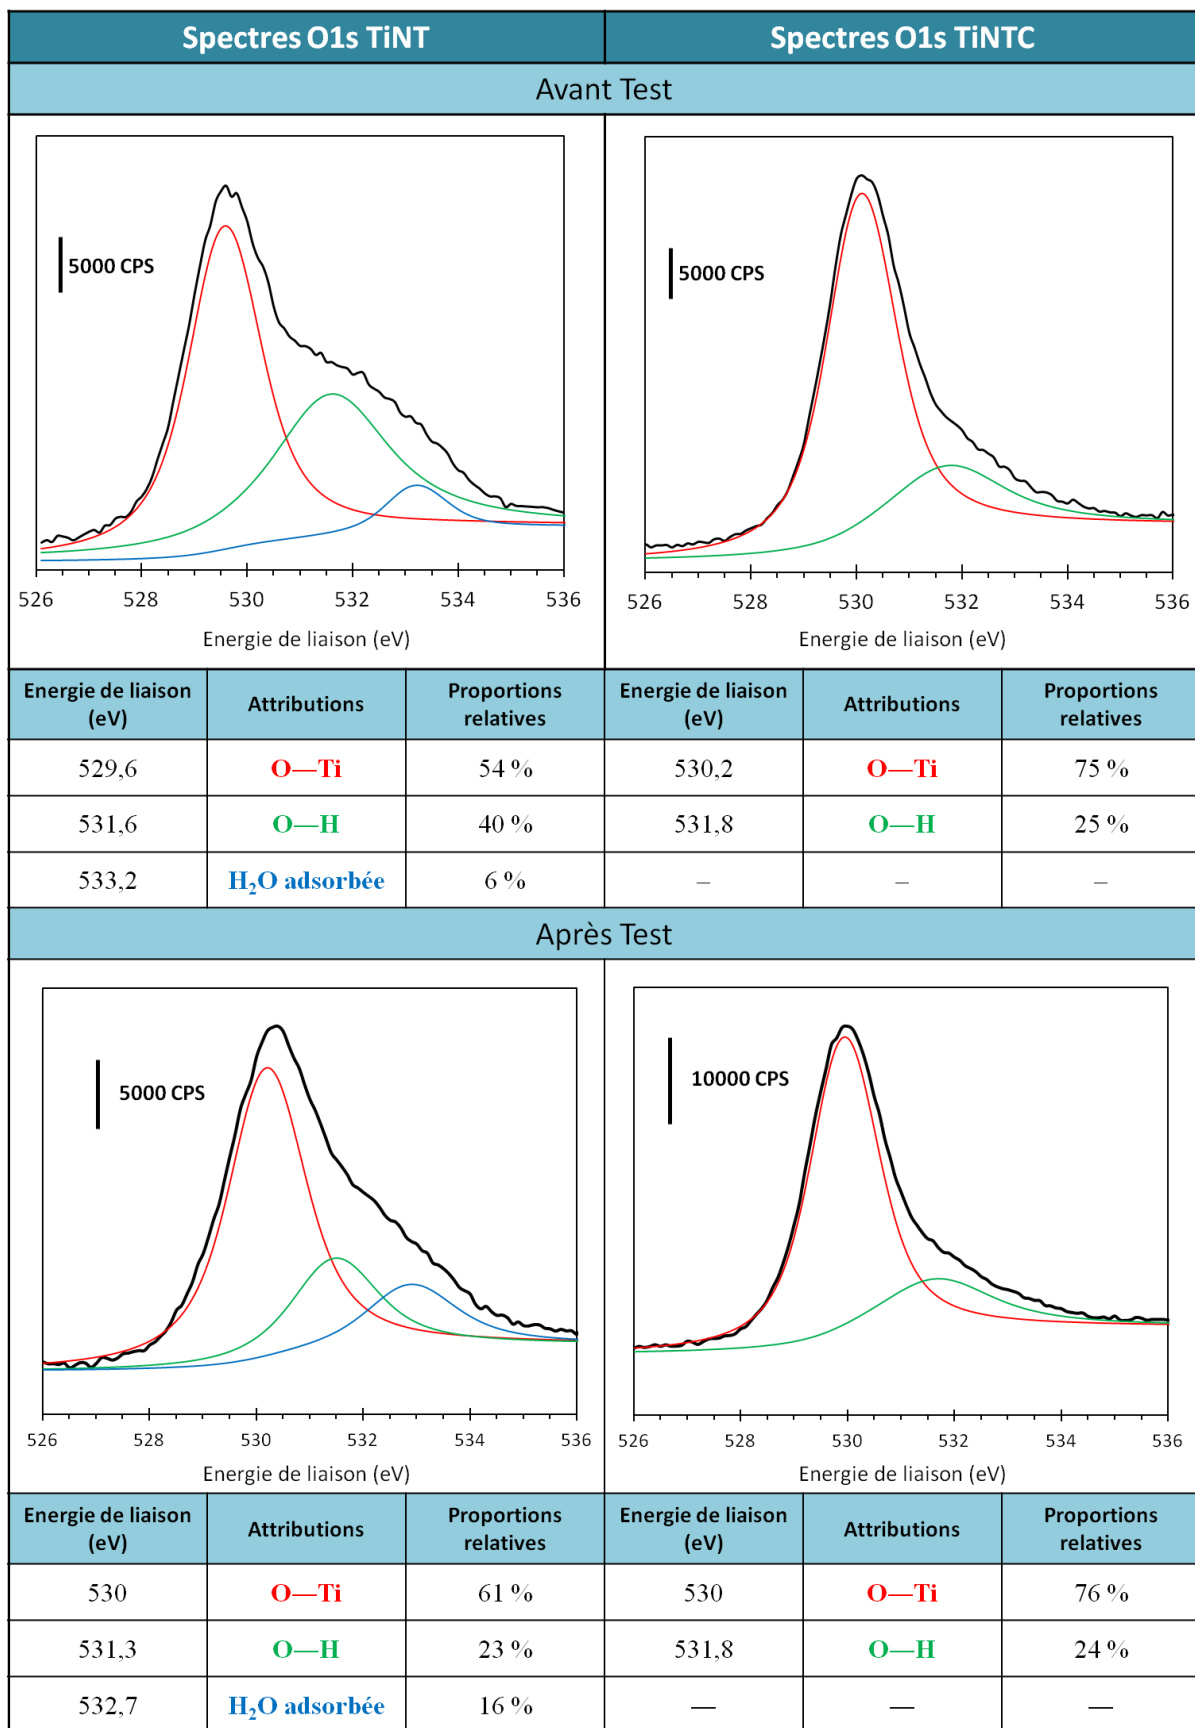 Spectres O1s TiNT
Spectres O1s TiNTC
Avant Test
5000 CPS
526 528 530 532 534 536
Energie de liaison (eV)
5000 CPS
526 528 530 532 534 536
Energie de liaison (eV)
Energie de liaison (eV) Attributions Proportions relatives Energie de liaison (eV) Attributions Proportions relatives
529,6 O—Ti 54 % 530,2 O—Ti 75 %
531,6 O—H 40 % 531,8 O—H 25 %
533,2 H₂O adsorbée 6 % – – –
Après Test
5000 CPS
526 528 530 532 534 536
Energie de liaison (eV)
10000 CPS
526 528 530 532 534 536
Energie de liaison (eV)
Energie de liaison (eV) Attributions Proportions relatives Energie de liaison (eV) Attributions Proportions relatives
530 O—Ti 61 % 530 O—Ti 76 %
531,3 O—H 23 % 531,8 O—H 24 %
532,7 H₂O adsorbée 16 % — — —